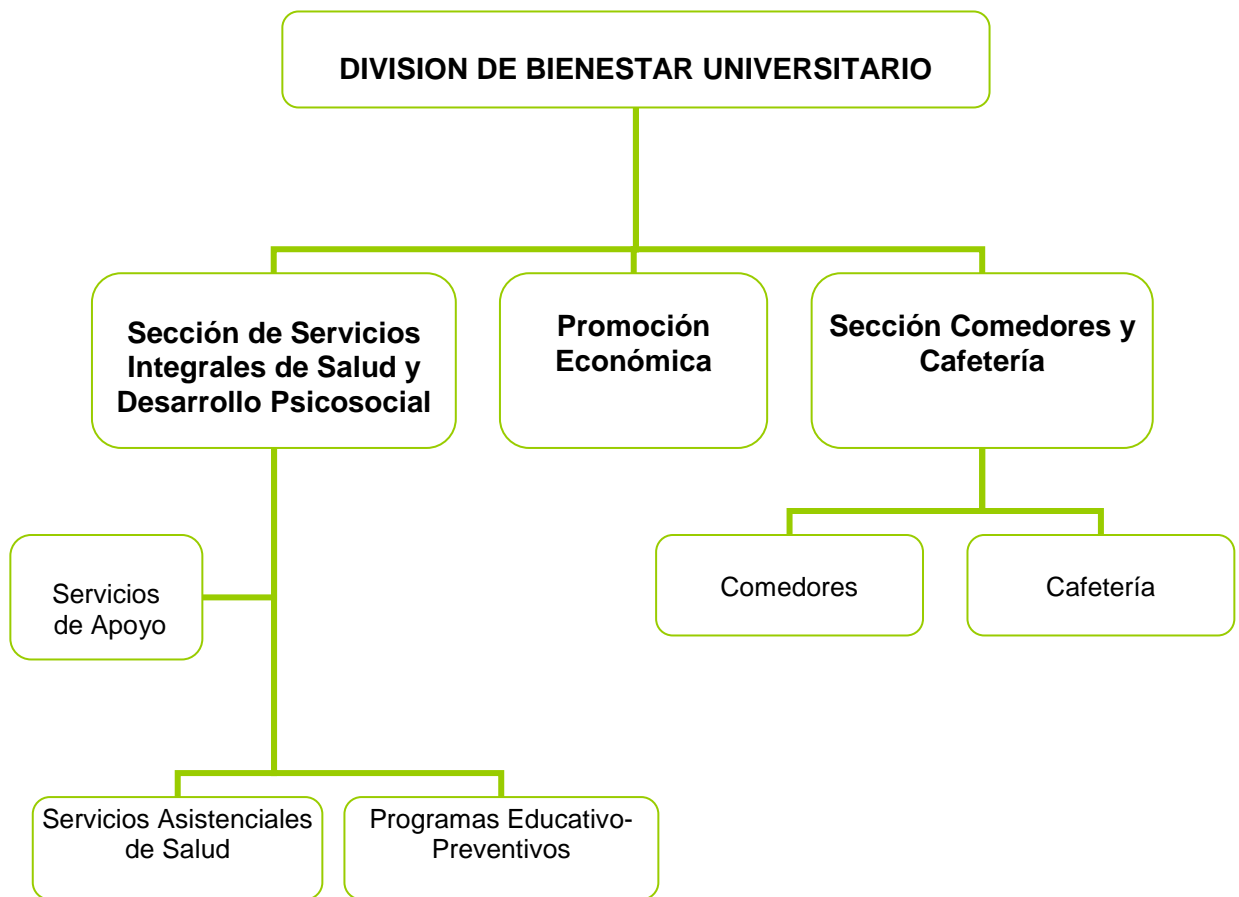 DIVISION DE BIENESTAR UNIVERSITARIO
Sección de Servicios
Integrales de Salud y
Desarrollo Psicosocial
Promoción
Económica
Sección Comedores y
Cafetería
Servicios
de Apoyo
Comedores
Cafetería
Servicios Asistenciales
de Salud
Programas Educativo-
Preventivos